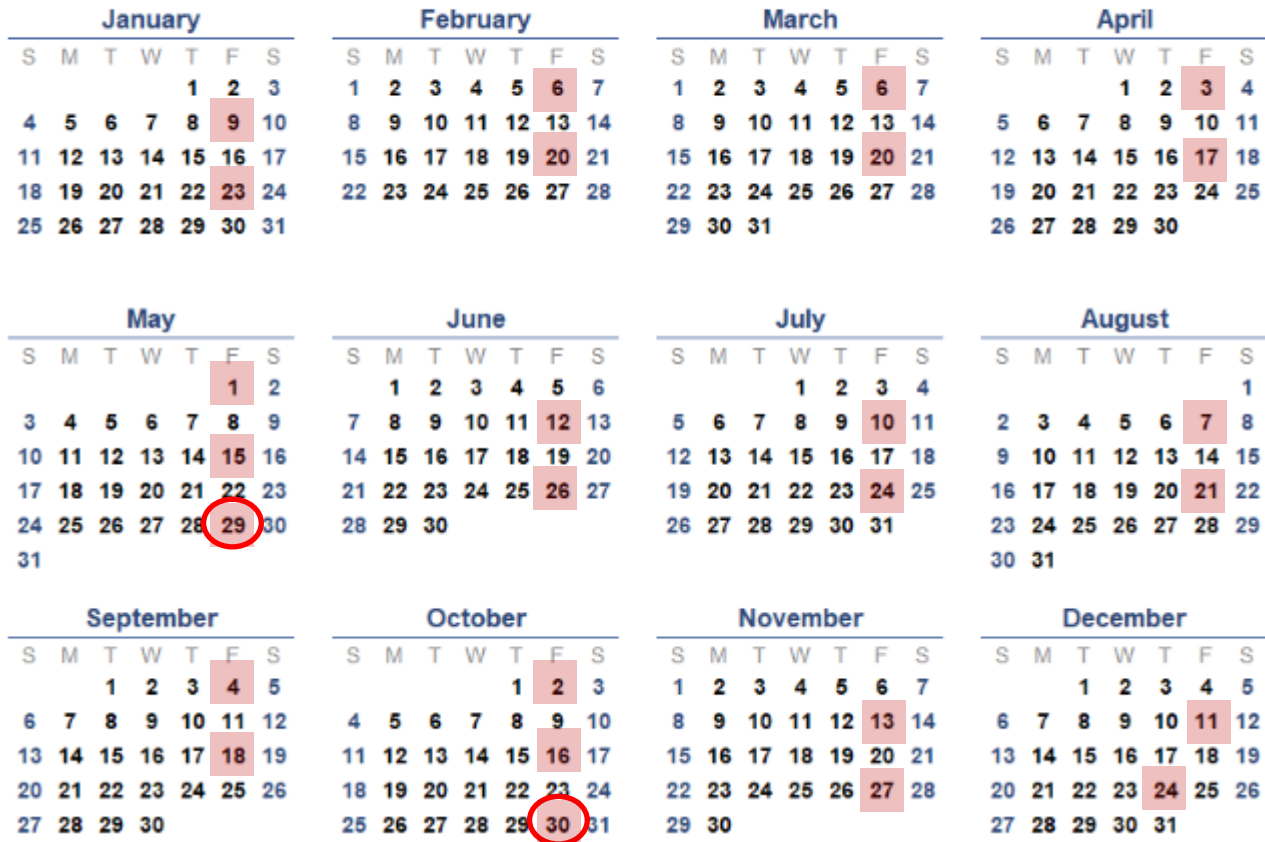 January February March April
S M T W T F S S M T W T F S S M T W T F S S M T W T F S
1 2 3 1 2 3 4 5 6 7 1 2 3 4 5 6 7 1 2 3 4
4 5 6 7 8 9 10 8 9 10 11 12 13 14 8 9 10 11 12 13 14 5 6 7 8 9 10 11
11 12 13 14 15 16 17 15 16 17 18 19 20 21 15 16 17 18 19 20 21 12 13 14 15 16 17 18
18 19 20 21 22 23 24 22 23 24 25 26 27 28 22 23 24 25 26 27 28 19 20 21 22 23 24 25
25 26 27 28 29 30 31 29 30 31 26 27 28 29 30
May June July August
S M T W T F S S M T W T F S S M T W T F S S M T W T F S
1 2 1 2 3 4 5 6 1 2 3 4 1
3 4 5 6 7 8 9 7 8 9 10 11 12 13 5 6 7 8 9 10 11 2 3 4 5 6 7 8
10 11 12 13 14 15 16 14 15 16 17 18 19 20 12 13 14 15 16 17 18 9 10 11 12 13 14 15
17 18 19 20 21 22 23 21 22 23 24 25 26 27 19 20 21 22 23 24 25 16 17 18 19 20 21 22
24 25 26 27 28 29 30 28 29 30 26 27 28 29 30 31 23 24 25 26 27 28 29
31 30 31
September October November December
S M T W T F S S M T W T F S S M T W T F S S M T W T F S
1 2 3 4 5 1 2 3 1 2 3 4 5 6 7 1 2 3 4 5
6 7 8 9 10 11 12 4 5 6 7 8 9 10 8 9 10 11 12 13 14 6 7 8 9 10 11 12
13 14 15 16 17 18 19 11 12 13 14 15 16 17 15 16 17 18 19 20 21 13 14 15 16 17 18 19
20 21 22 23 24 25 26 18 19 20 21 22 23 24 22 23 24 25 26 27 28 20 21 22 23 24 25 26
27 28 29 30 25 26 27 28 29 30 31 29 30 27 28 29 30 31